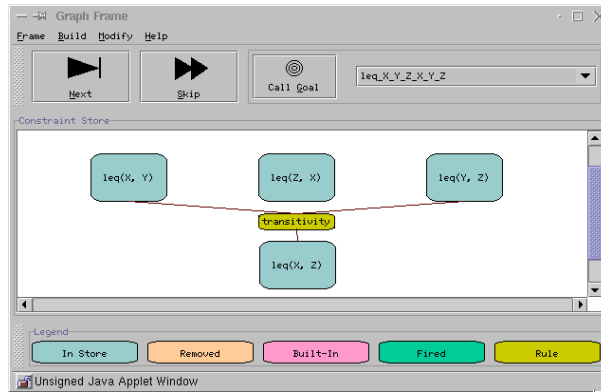 Graph Frame
Frame Build Modify Help
Next
Skip
Call Goal
leq_X_Y_Z_X_Y_Z
Constraint Store
leq(X, Y)
leq(Z, X)
leq(Y, Z)
transitivity
leq(X, Z)
Legend
In Store
Removed
Built-In
Fired
Rule
Unsigned Java Applet Window